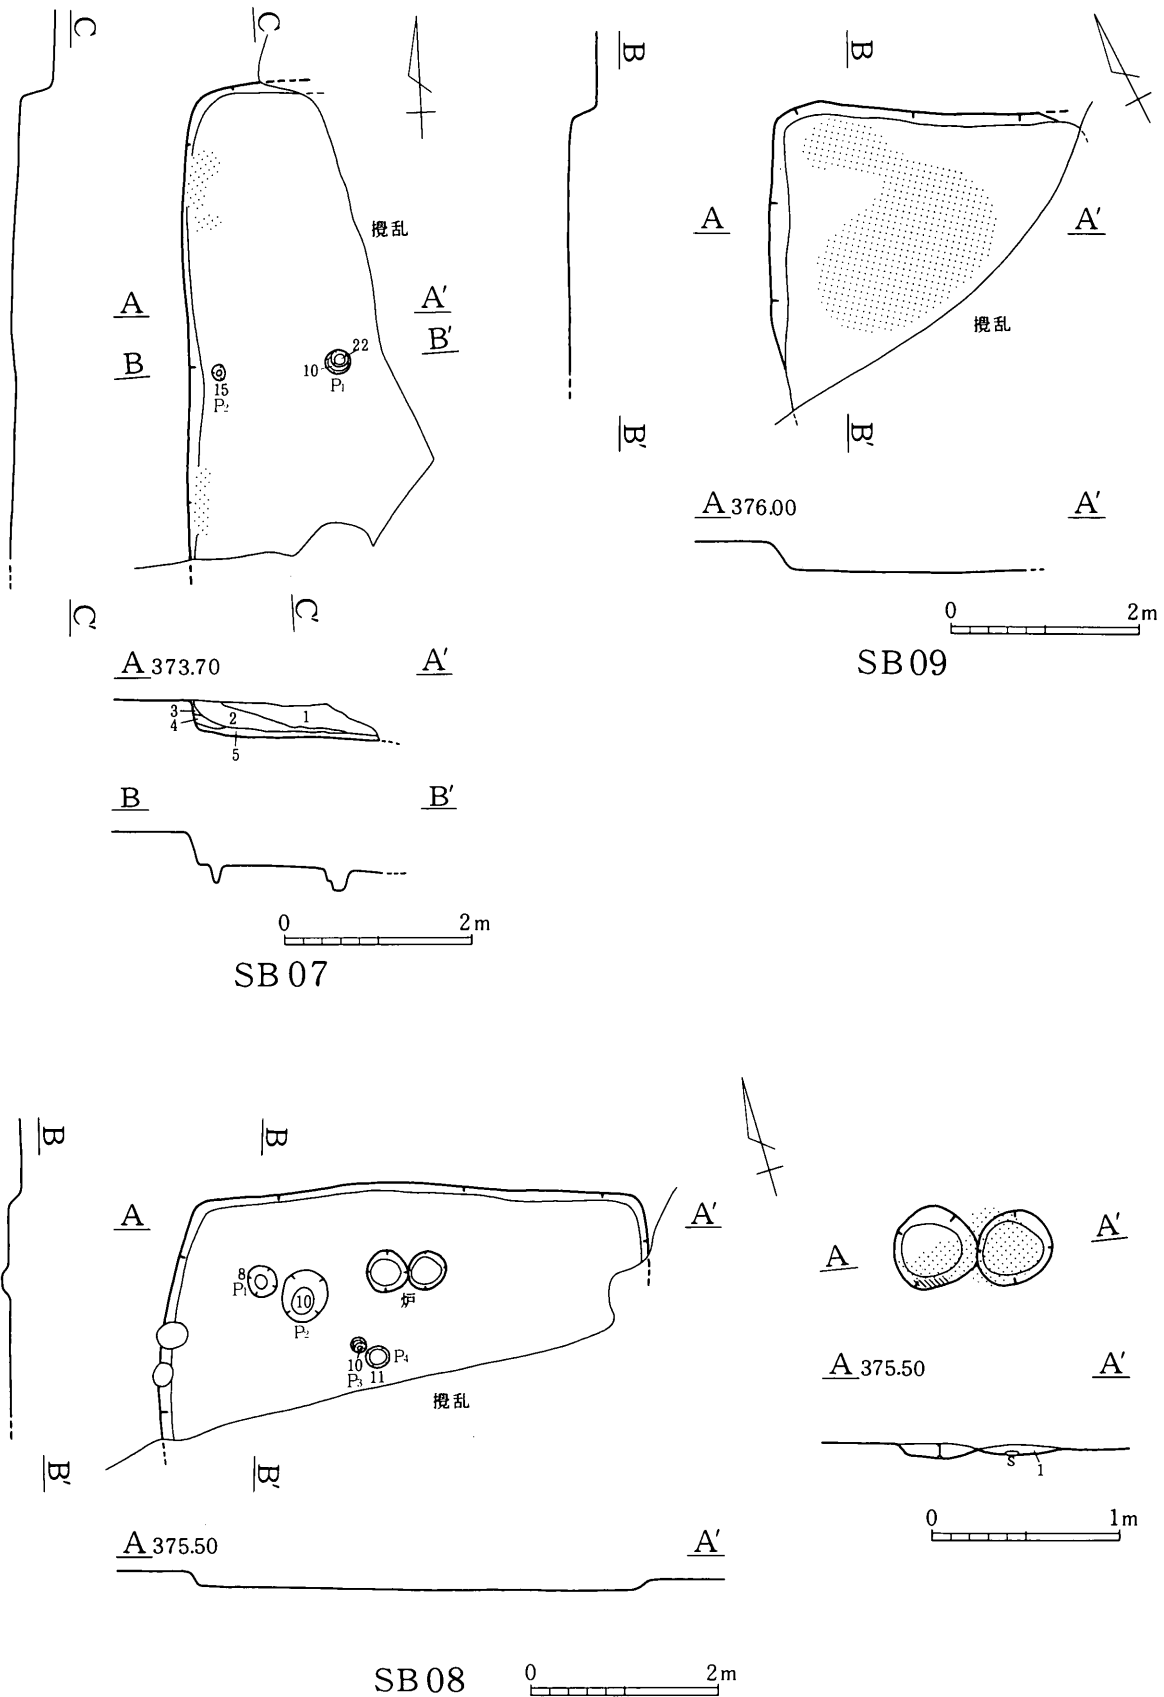 C
C
攪乱
A
A'
B
B'
22
10
P₁
15
P₂
C'
C'
A 373.70
A'
3
2
1
4
5
B
B'
0 2m
SB07
B
B
A
A'
攪乱
B'
B'
A 376.00
A'
0 2m
SB09
B
B
A
A'
8
P₁
10
P₂
炉
10
P₃
11
P₄
攪乱
B'
B'
A 375.50
A'
SB08
0 2m
A
A'
A 375.50
A'
S
1
0 1m